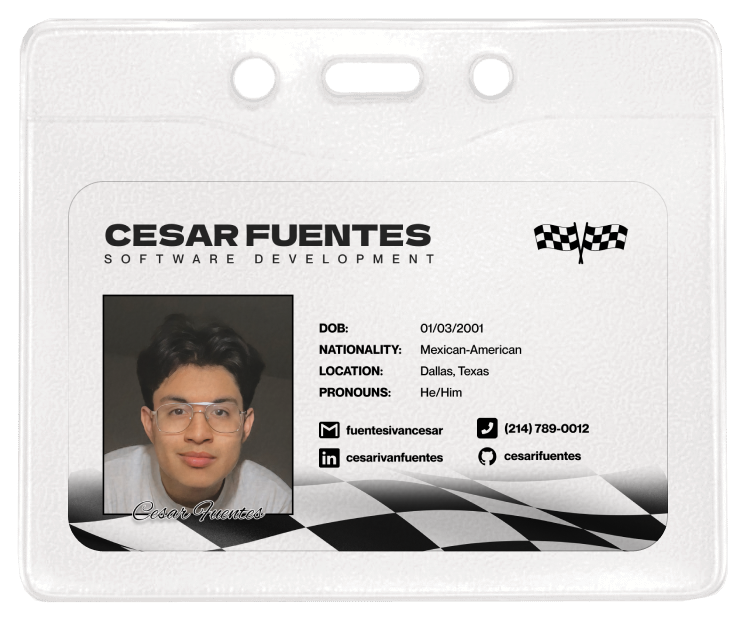 CESAR FUENTES
SOFTWARE DEVELOPMENT
DOB: 01/03/2001
NATIONALITY: Mexican-American
LOCATION: Dallas, Texas
PRONOUNS: He/Him
fuentesivancesar (214) 789-0012
in cesarivanfuentes cesarifuentes
Cesar Fuentes